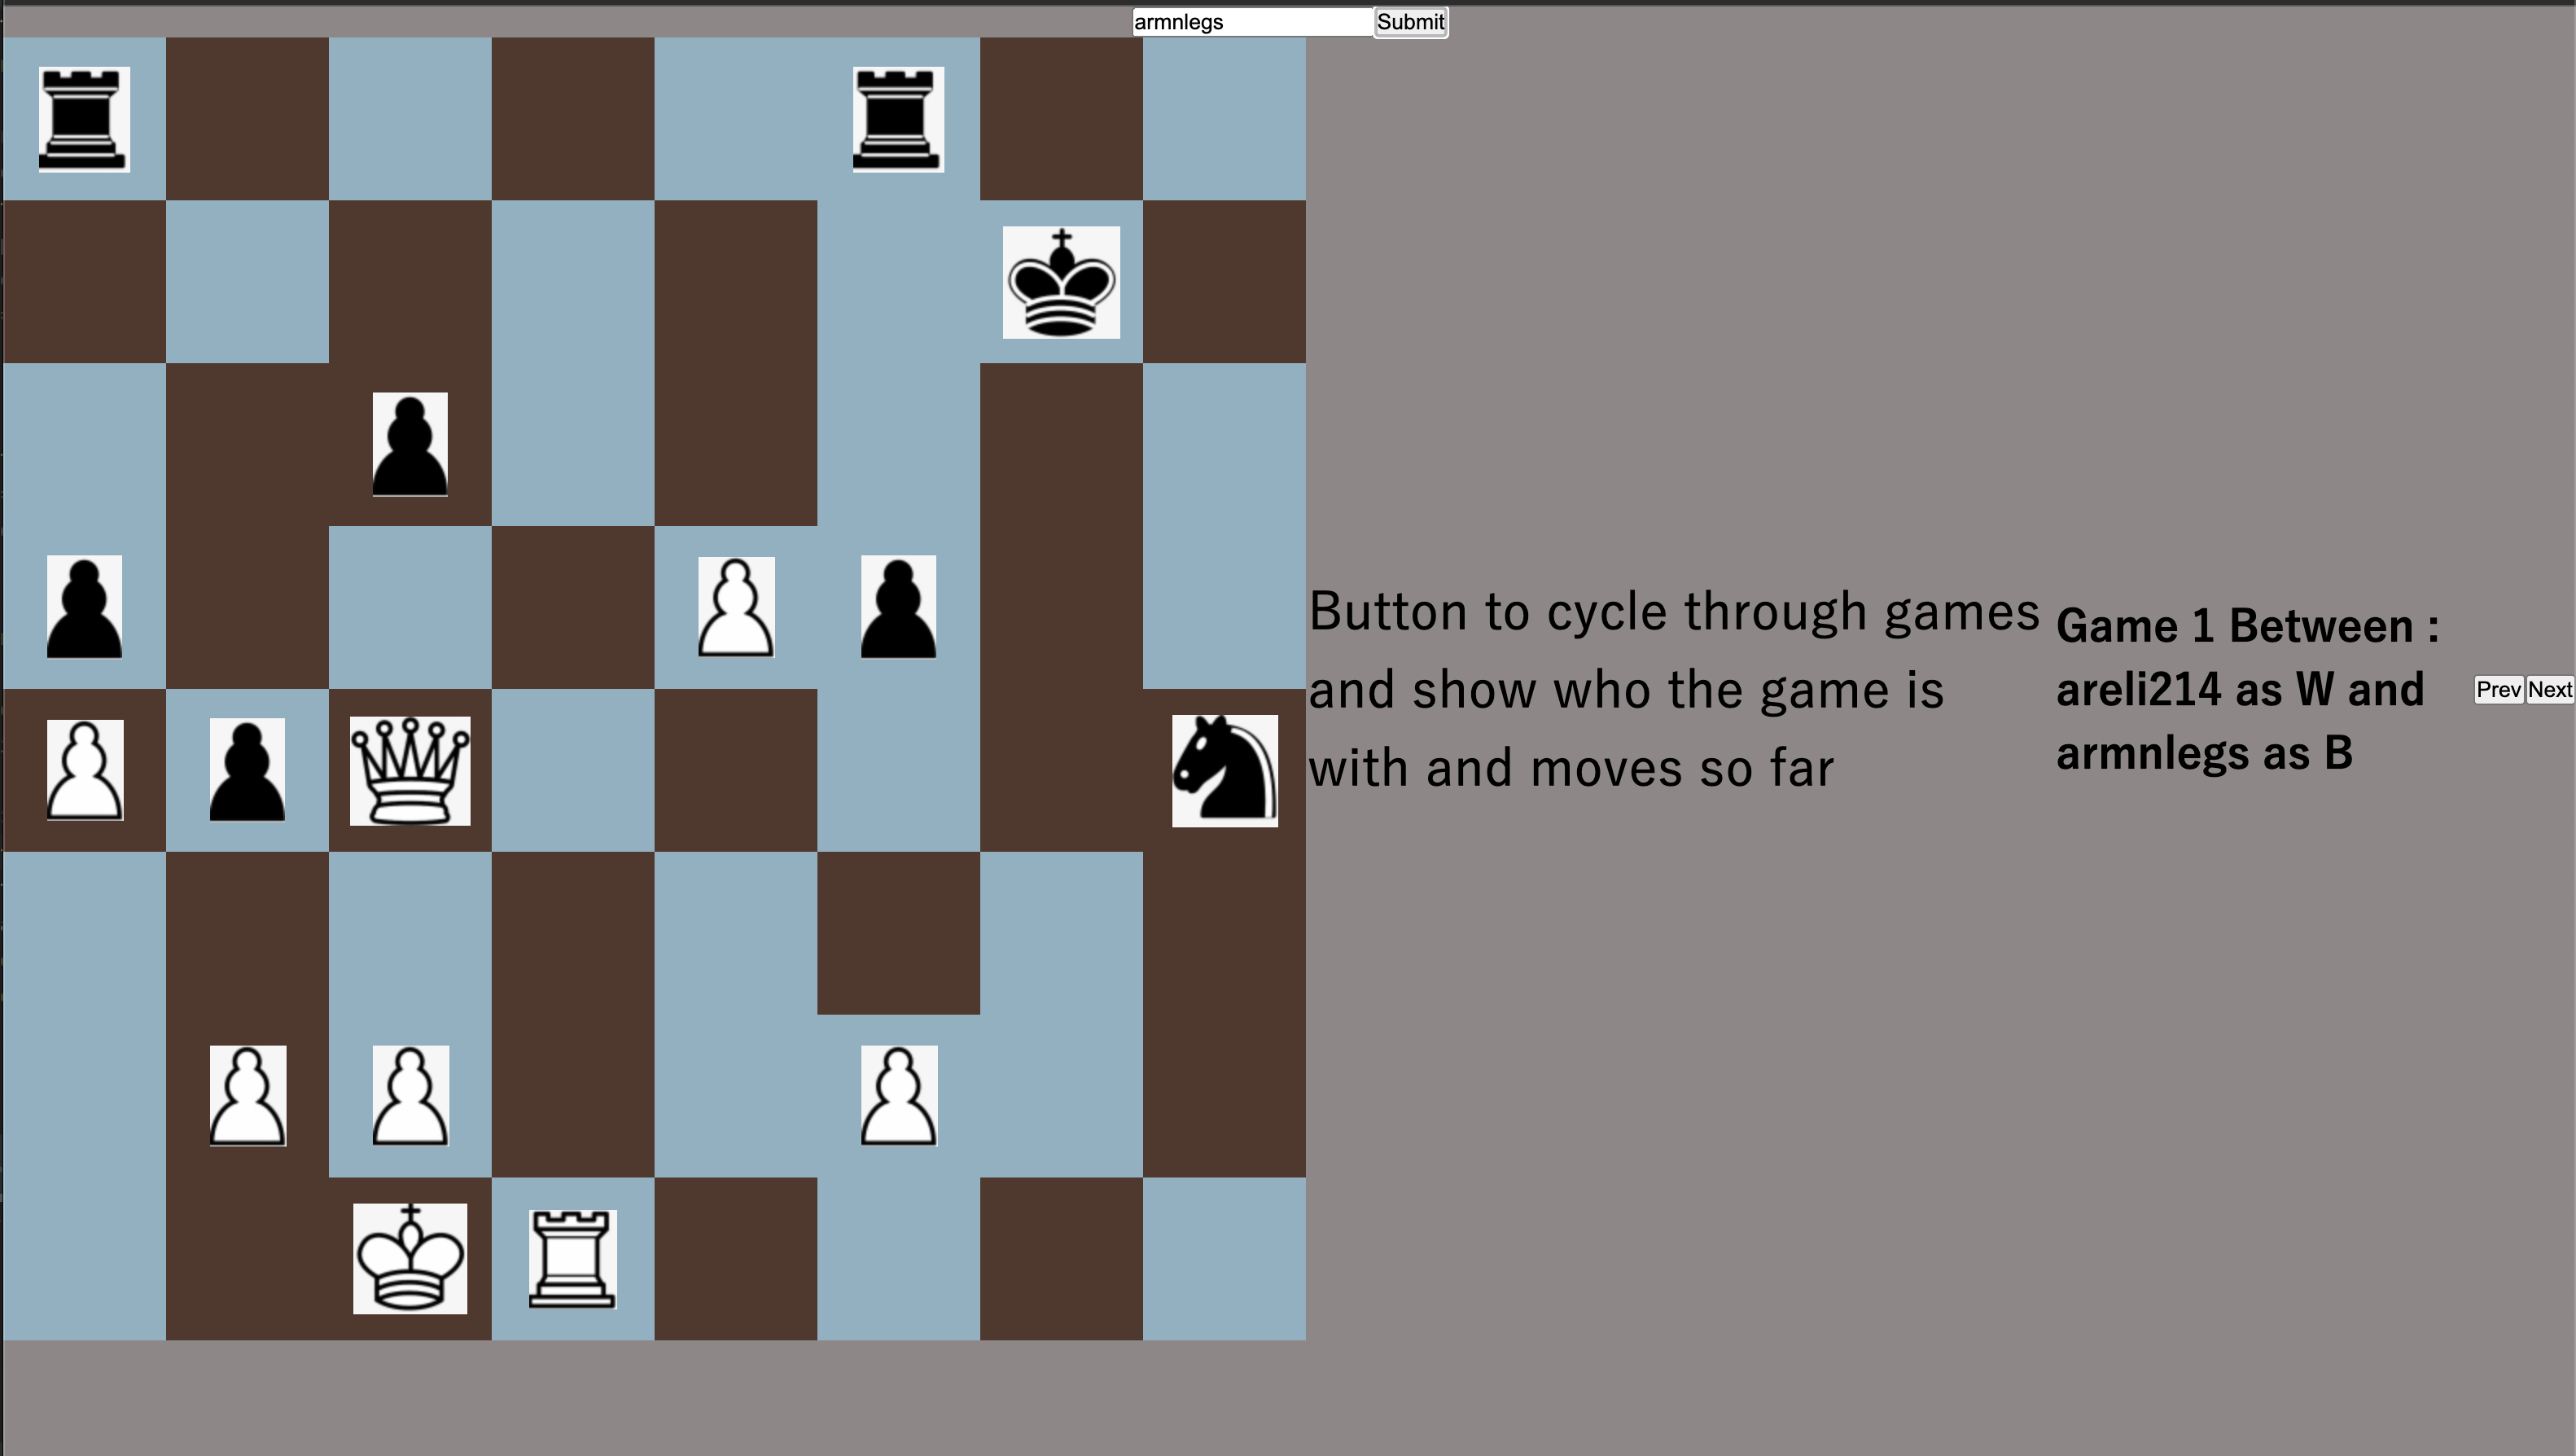 armnlegs Submit
Button to cycle through games
and show who the game is
with and moves so far
Game 1 Between :
areli214 as W and
armnlegs as B
Prev Next